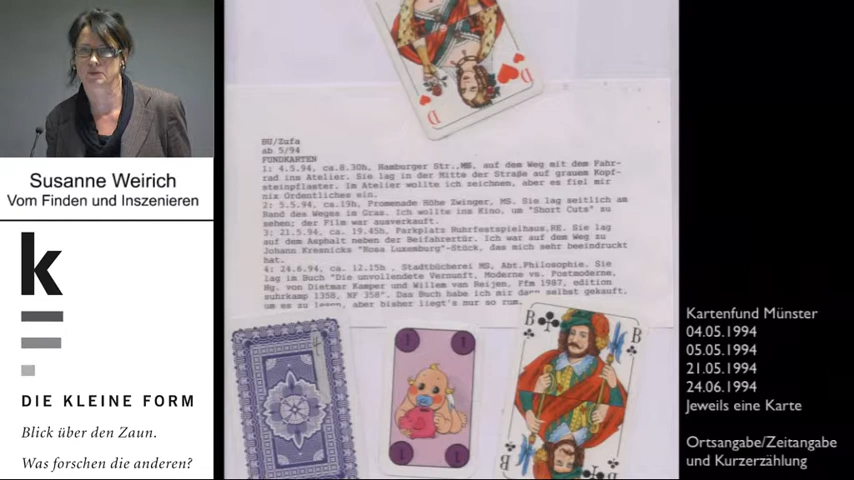 Susanne Weirich
Vom Finden und Inszenieren
k
DIE KLEINE FORM
Blick über den Zaun.
Was forschen die anderen?
D
D
BU/Zufa
ab 5/94
FUNDKARTEN
1: 4.5.94, ca.8.30h, Hamburger Str.,MS, auf dem Weg mit dem Fahr-
rad ins Atelier. Sie lag in der Mitte der Straße auf grauem Kopf-
steinpflaster. Im Atelier wollte ich zeichnen, aber es fiel mir
nix Ordentliches ein.
2: 5.5.94, ca.19h, Promenade Höhe Zwinger, MS. Sie lag seitlich am
Rand des Weges im Gras. Ich wollte ins Kino, um "Short Cuts" zu
sehen; der Film war ausverkauft.
3: 21.5.94, ca. 19.45h, Parkplatz Ruhrfestspielhaus,RE. Sie lag
auf dem Asphalt neben der Beifahrertür. Ich war auf dem Weg zu
Johann Kresnicks "Rosa Luxemburg"-Stück, das mich sehr beeindruckt
hat.
4: 24.6.94, ca. 12.15h, Stadtbücherei MS, Abt.Philosophie. Sie
lag im Buch "Die unvollendete Vernunft, Moderne vs. Postmoderne,
Hg. von Dietmar Kamper und Willem van Reijen, Ffm 1987, edition
suhrkamp 1358, NF 358". Das Buch habe ich mir dann selbst gekauft,
um es zu lesen, aber bisher liegt's nur so rum.
1
1
1
1
B
B
B
Kartenfund Münster
04.05.1994
05.05.1994
21.05.1994
24.06.1994
Jeweils eine Karte
Ortsangabe/Zeitangabe
und Kurzerzählung